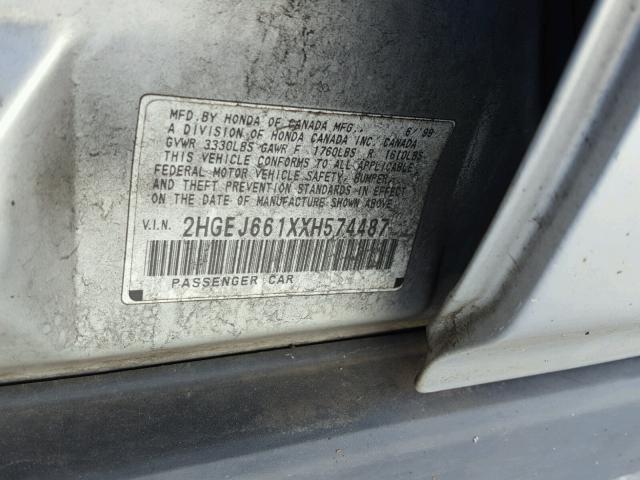 MFD. BY HONDA OF CANADA MFG., 6/99
A DIVISION OF HONDA CANADA INC. CANADA
GVWR 3330LBS GAWR F 1760LBS R 1610LBS
THIS VEHICLE CONFORMS TO ALL APPLICABLE
FEDERAL MOTOR VEHICLE SAFETY, BUMPER,
AND THEFT PREVENTION STANDARDS IN EFFECT
ON THE DATE OF MANUFACTURE SHOWN ABOVE.
V.I.N. 2HGEJ661XXH574487
PASSENGER CAR